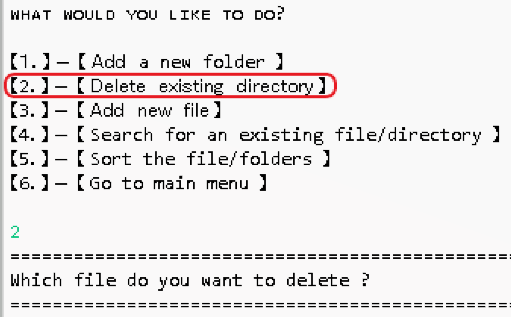 WHAT WOULD YOU LIKE TO DO?
【1.】—【 Add a new folder 】
【2.】—【 Delete existing directory】
【3.】—【 Add new file】
【4.】—【 Search for an existing file/directory 】
【5.】—【 Sort the file/folders 】
【6.】—【 Go to main menu 】
2
================================================
Which file do you want to delete ?
================================================